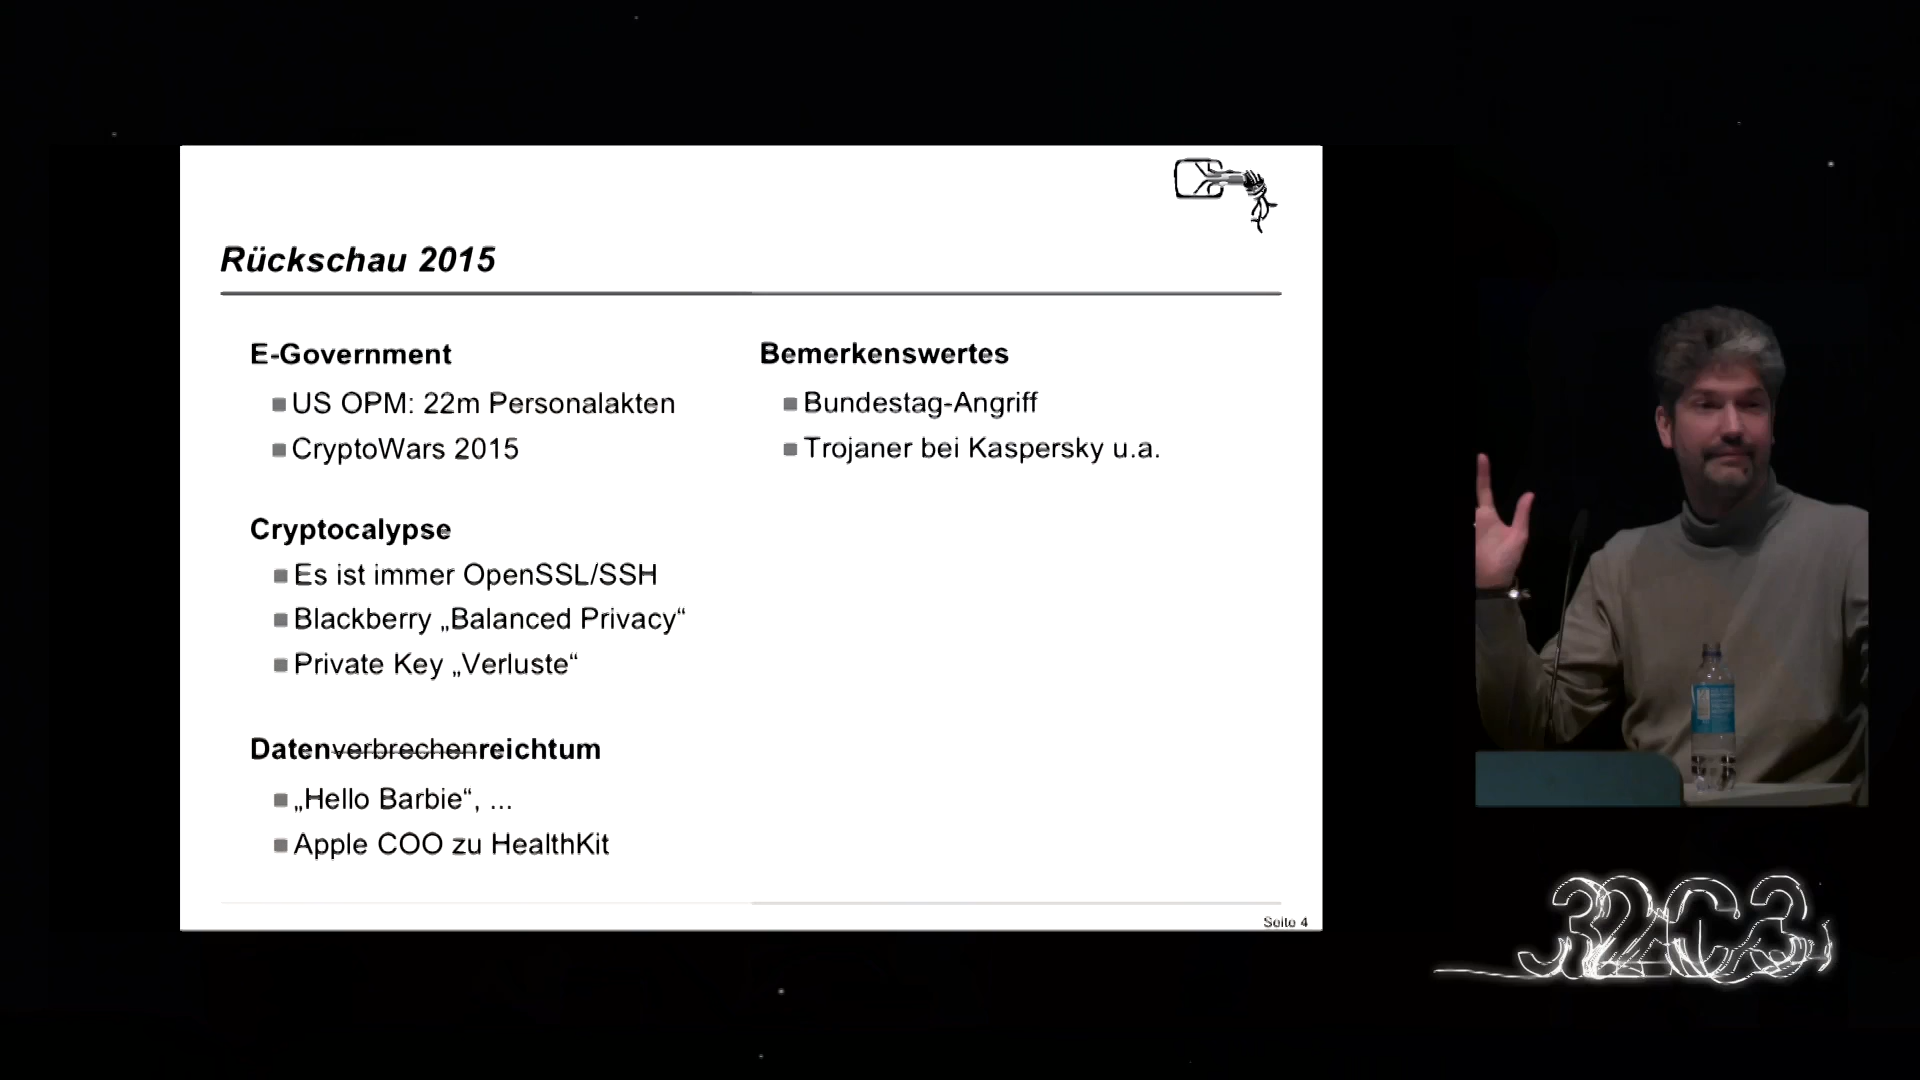 Rückschau 2015
E-Government
US OPM: 22m Personalakten
CryptoWars 2015
Cryptocalypse
Es ist immer OpenSSL/SSH
Blackberry „Balanced Privacy“
Private Key „Verluste“
Datenverbrechenreichtum
„Hello Barbie“, ...
Apple COO zu HealthKit
Bemerkenswertes
Bundestag-Angriff
Trojaner bei Kaspersky u.a.
Seite 4
32C3